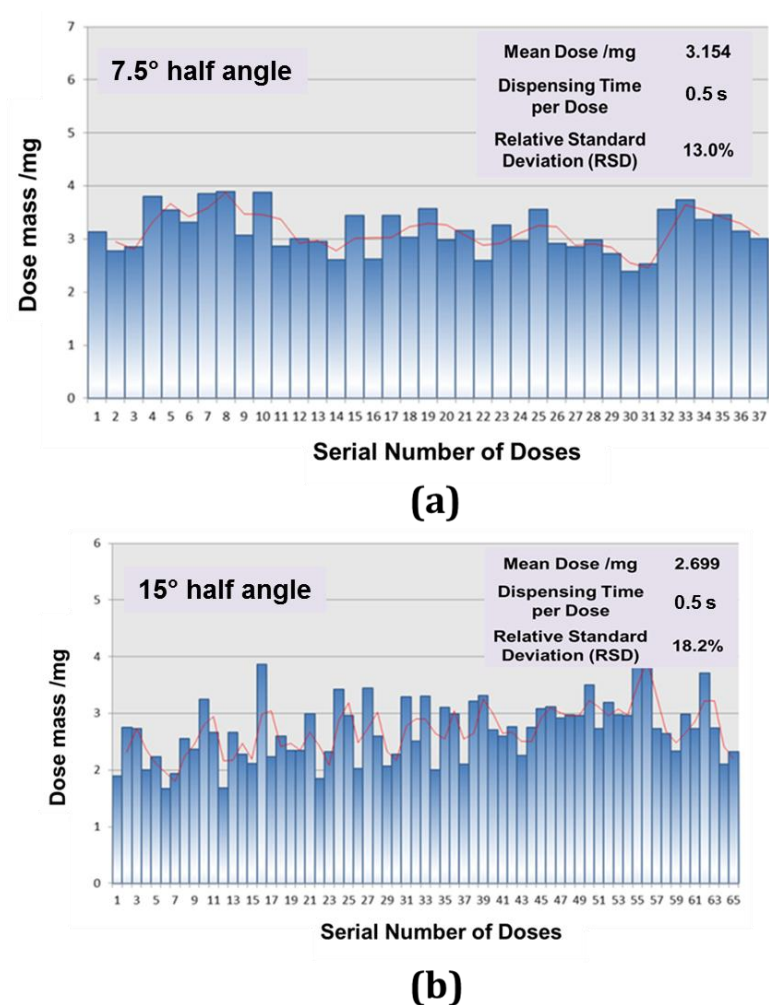 7
6
5
4
3
2
1
0
Dose mass /mg
7.5° half angle
Mean Dose /mg 3.154
Dispensing Time
per Dose 0.5 s
Relative Standard
Deviation (RSD) 13.0%
1 2 3 4 5 6 7 8 9 10 11 12 13 14 15 16 17 18 19 20 21 22 23 24 25 26 27 28 29 30 31 32 33 34 35 36 37
Serial Number of Doses
(a)
6
5
4
3
2
1
0
Dose mass /mg
15° half angle
Mean Dose /mg 2.699
Dispensing Time
per Dose 0.5 s
Relative Standard
Deviation (RSD) 18.2%
1 3 5 7 9 11 13 15 17 19 21 23 25 27 29 31 33 35 37 39 41 43 45 47 49 51 53 55 57 59 61 63 65
Serial Number of Doses
(b)